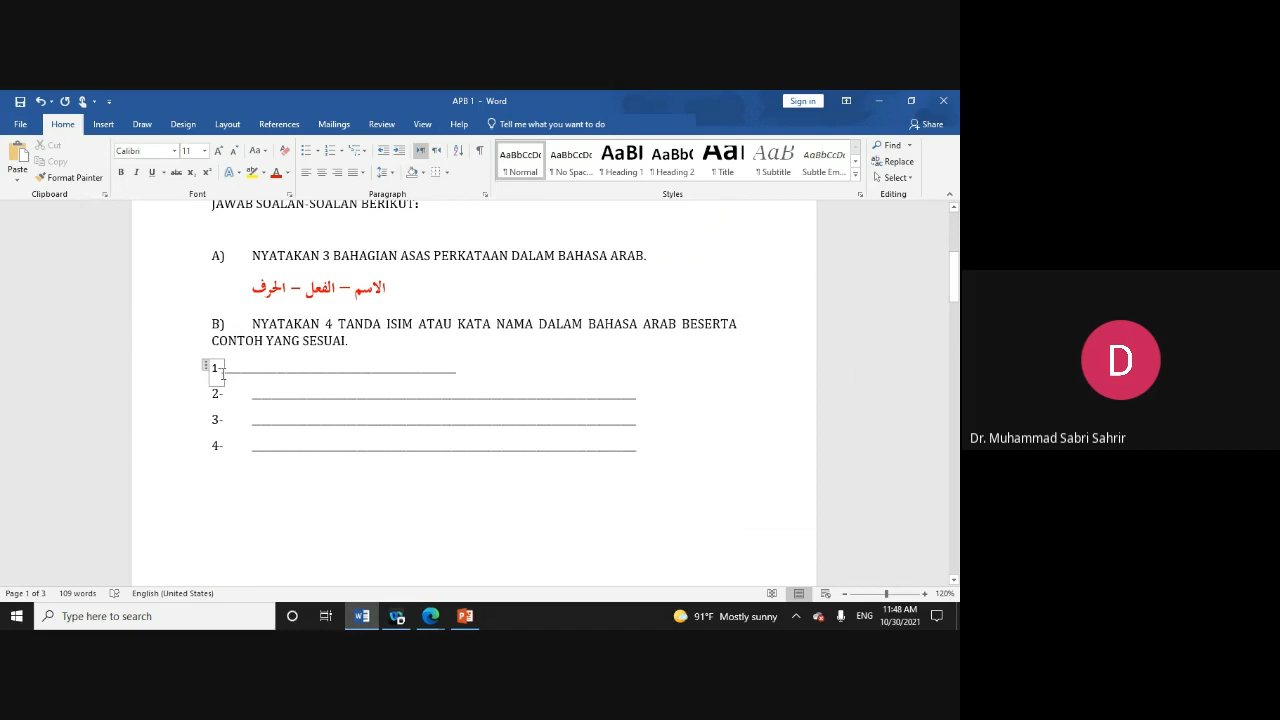 APB 1 - Word
Sign in
File Home Insert Draw Design Layout References Mailings Review View Help Tell me what you want to do Share
Paste
Cut
Copy
Format Painter
Clipboard
Calibri 11
Font
Paragraph
AaBbCcDc AaBbCcDc AaBl AaBbC AaI AaB AaBbCcDc
¶ Normal ¶ No Spac... Heading 1 Heading 2 Title Subtitle Subtle Em...
Styles
Find
Replace
Select
Editing
JAWAB SOALAN-SOALAN BERIKUT:
A) NYATAKAN 3 BAHAGIAN ASAS PERKATAAN DALAM BAHASA ARAB.
الاسم – الفعل – الحرف
B) NYATAKAN 4 TANDA ISIM ATAU KATA NAMA DALAM BAHASA ARAB BESERTA
CONTOH YANG SESUAI.
1-
2-
3-
4-
D
Dr. Muhammad Sabri Sahrir
Page 1 of 3 109 words English (United States) 120%
Type here to search
91°F Mostly sunny
ENG
11:48 AM
10/30/2021